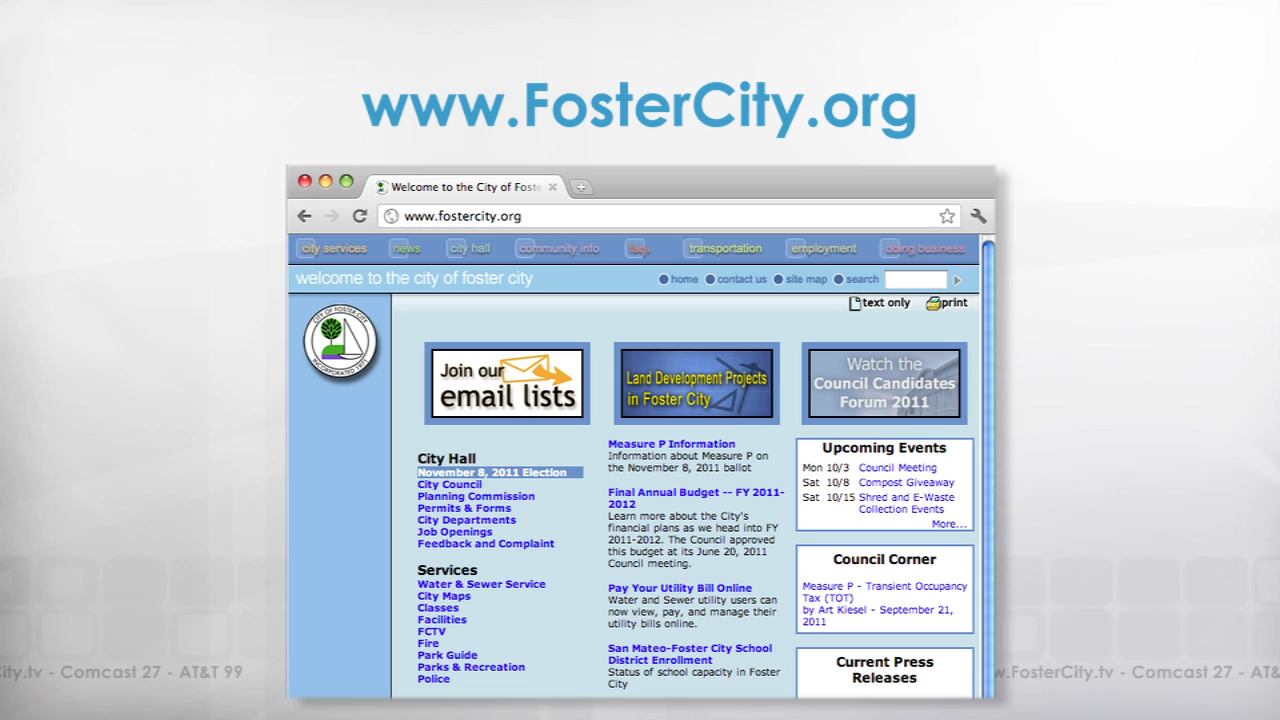 www.FosterCity.org
Welcome to the City of Foste
www.fostercity.org
city services news city hall community info faqs transportation employment doing business
welcome to the city of foster city
home contact us site map search
text only print
CITY OF FOSTER CITY
INCORPORATED 1971
Join our
email lists
Land Development Projects
in Foster City
Watch the
Council Candidates
Forum 2011
City Hall
November 8, 2011 Election
City Council
Planning Commission
Permits & Forms
City Departments
Job Openings
Feedback and Complaint
Services
Water & Sewer Service
City Maps
Classes
Facilities
FCTV
Fire
Park Guide
Parks & Recreation
Police
Measure P Information
Information about Measure P on
the November 8, 2011 ballot
Final Annual Budget -- FY 2011-
2012
Learn more about the City's
financial plans as we head into FY
2011-2012. The Council approved
this budget at its June 20, 2011
Council meeting.
Pay Your Utility Bill Online
Water and Sewer utility users can
now view, pay, and manage their
utility bills online.
San Mateo-Foster City School
District Enrollment
Status of school capacity in Foster
City
Upcoming Events
Mon 10/3 Council Meeting
Sat 10/8 Compost Giveaway
Sat 10/15 Shred and E-Waste
Collection Events
More...
Council Corner
Measure P - Transient Occupancy
Tax (TOT)
by Art Kiesel - September 21,
2011
Current Press
Releases
City.tv - Comcast 27 - AT&T 99
w.FosterCity.tv - Comcast 27 - AT&